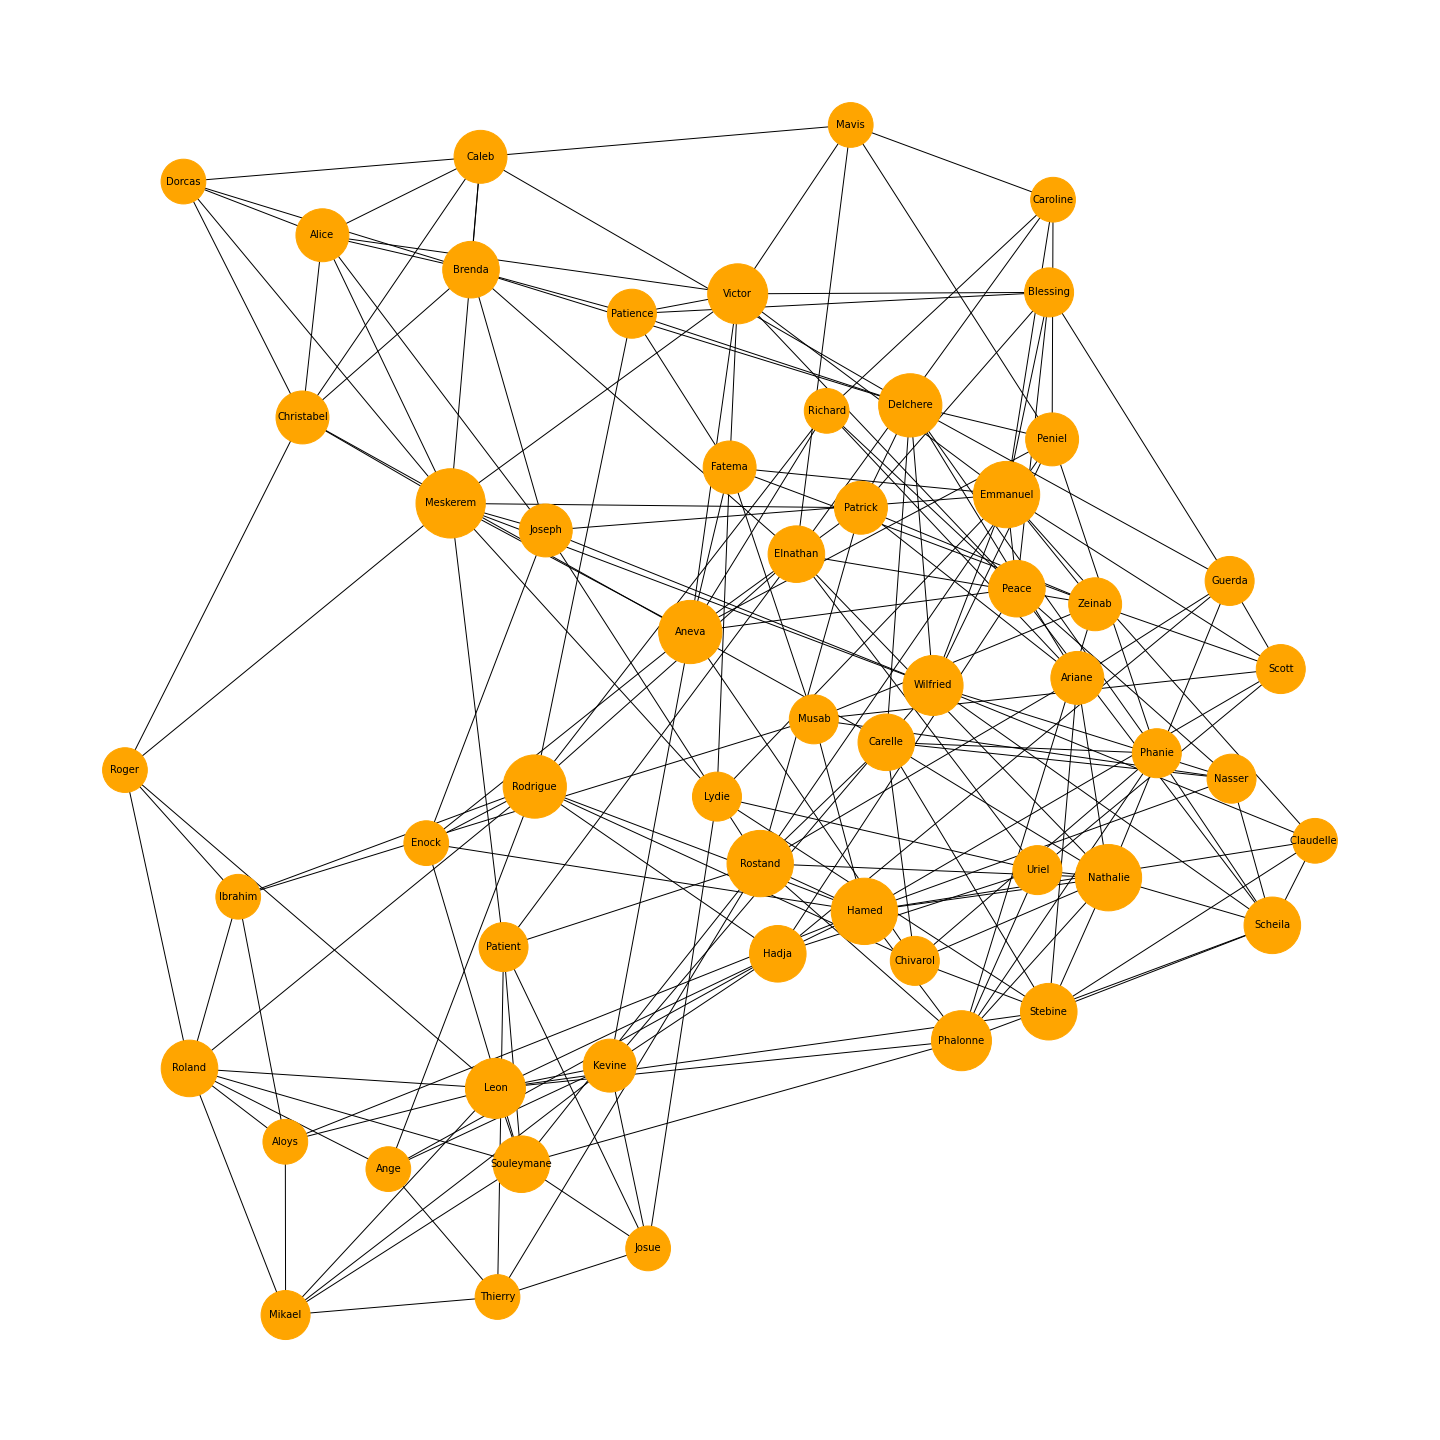 Mavis
Caleb
Dorcas
Caroline
Alice
Brenda
Blessing
Victor
Patience
Delchere
Richard
Christabel
Peniel
Fatema
Emmanuel
Meskerem
Patrick
Joseph
Elnathan
Guerda
Peace
Zeinab
Aneva
Scott
Ariane
Wilfried
Musab
Carelle
Phanie
Roger
Nasser
Rodrigue
Lydie
Claudelle
Enock
Rostand
Uriel
Nathalie
Ibrahim
Hamed
Scheila
Patient
Hadja
Chivarol
Stebine
Phalonne
Kevine
Roland
Leon
Aloys
Souleymane
Ange
Josue
Thierry
Mikael